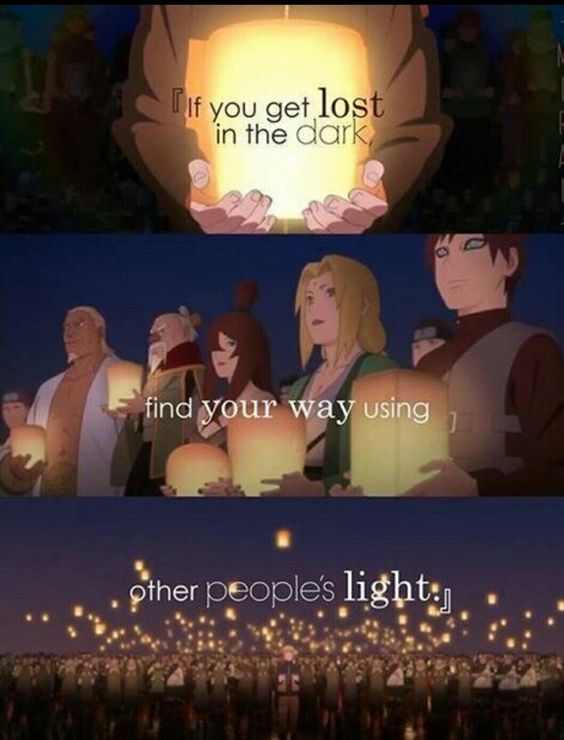 『If you get lost
in the dark,
find your way using
other people's light.』